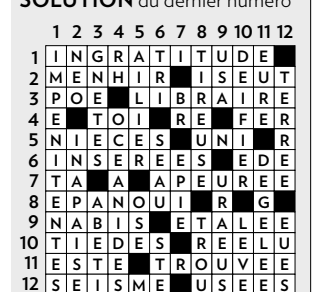 SOLUTION du dernier numéro
1 2 3 4 5 6 7 8 9 10 11 12
1 INGRATITUDE
2 MENHIR ISEUT
3 POE LIBRAIRE
4 E TOI RE FER
5 NIECES UNI R
6 INSEREES EDE
7 TA A APEUREE
8 EPANOUI R G
9 NABIS ETALEE
10 TIEDES REELU
11 ESTE TROUVEE
12 SEISME USEES